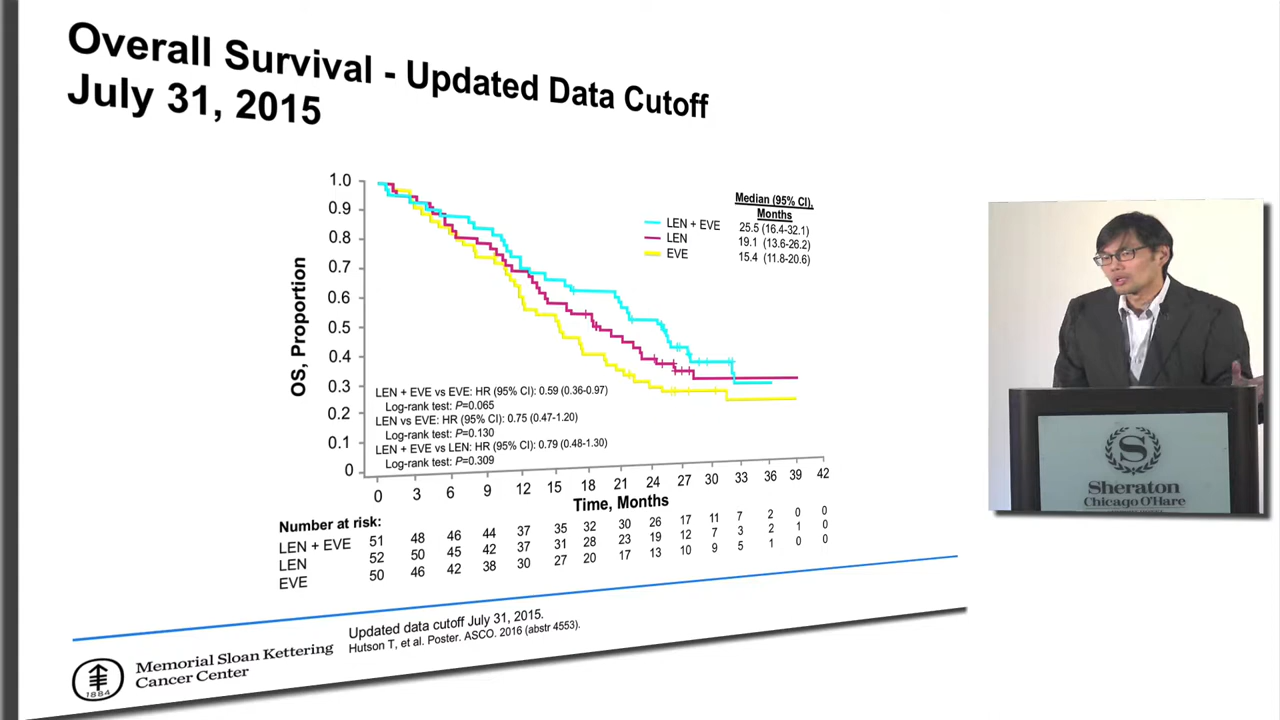 Overall Survival - Updated Data Cutoff
July 31, 2015
Median (95% CI),
Months
LEN + EVE 25.5 (16.4-32.1)
LEN 19.1 (13.6-26.2)
EVE 15.4 (11.8-20.6)
OS, Proportion
1.0
0.9
0.8
0.7
0.6
0.5
0.4
0.3
0.2
0.1
0
LEN + EVE vs EVE: HR (95% CI): 0.59 (0.36-0.97)
Log-rank test: P=0.065
LEN vs EVE: HR (95% CI): 0.75 (0.47-1.20)
Log-rank test: P=0.130
LEN + EVE vs LEN: HR (95% CI): 0.79 (0.48-1.30)
Log-rank test: P=0.309
0 3 6 9 12 15 18 21 24 27 30 33 36 39 42
Time, Months
Number at risk:
LEN + EVE 51 48 46 44 37 35 32 30 26 17 11 7 2 0 0
LEN 52 50 45 42 37 31 28 23 19 12 7 3 2 1 0
EVE 50 46 42 38 30 27 20 17 13 10 9 5 1 0 0
Updated data cutoff July 31, 2015.
Hutson T, et al. Poster. ASCO. 2016 (abstr 4553).
1884
Memorial Sloan Kettering
Cancer Center
S
Sheraton
Chicago O'Hare